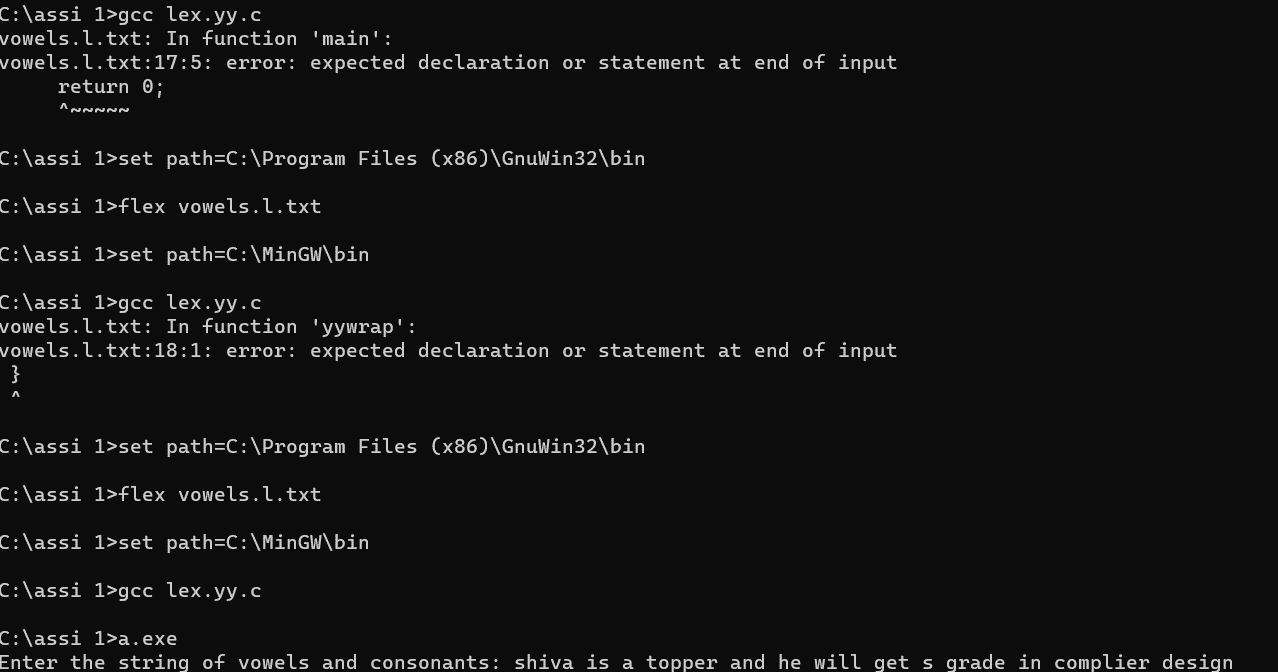 C:\assi 1>gcc lex.yy.c
vowels.l.txt: In function 'main':
vowels.l.txt:17:5: error: expected declaration or statement at end of input
     return 0;
     ^~~~~~
C:\assi 1>set path=C:\Program Files (x86)\GnuWin32\bin
C:\assi 1>flex vowels.l.txt
C:\assi 1>set path=C:\MinGW\bin
C:\assi 1>gcc lex.yy.c
vowels.l.txt: In function 'yywrap':
vowels.l.txt:18:1: error: expected declaration or statement at end of input
 }
 ^
C:\assi 1>set path=C:\Program Files (x86)\GnuWin32\bin
C:\assi 1>flex vowels.l.txt
C:\assi 1>set path=C:\MinGW\bin
C:\assi 1>gcc lex.yy.c
C:\assi 1>a.exe
Enter the string of vowels and consonants: shiva is a topper and he will get s grade in complier design